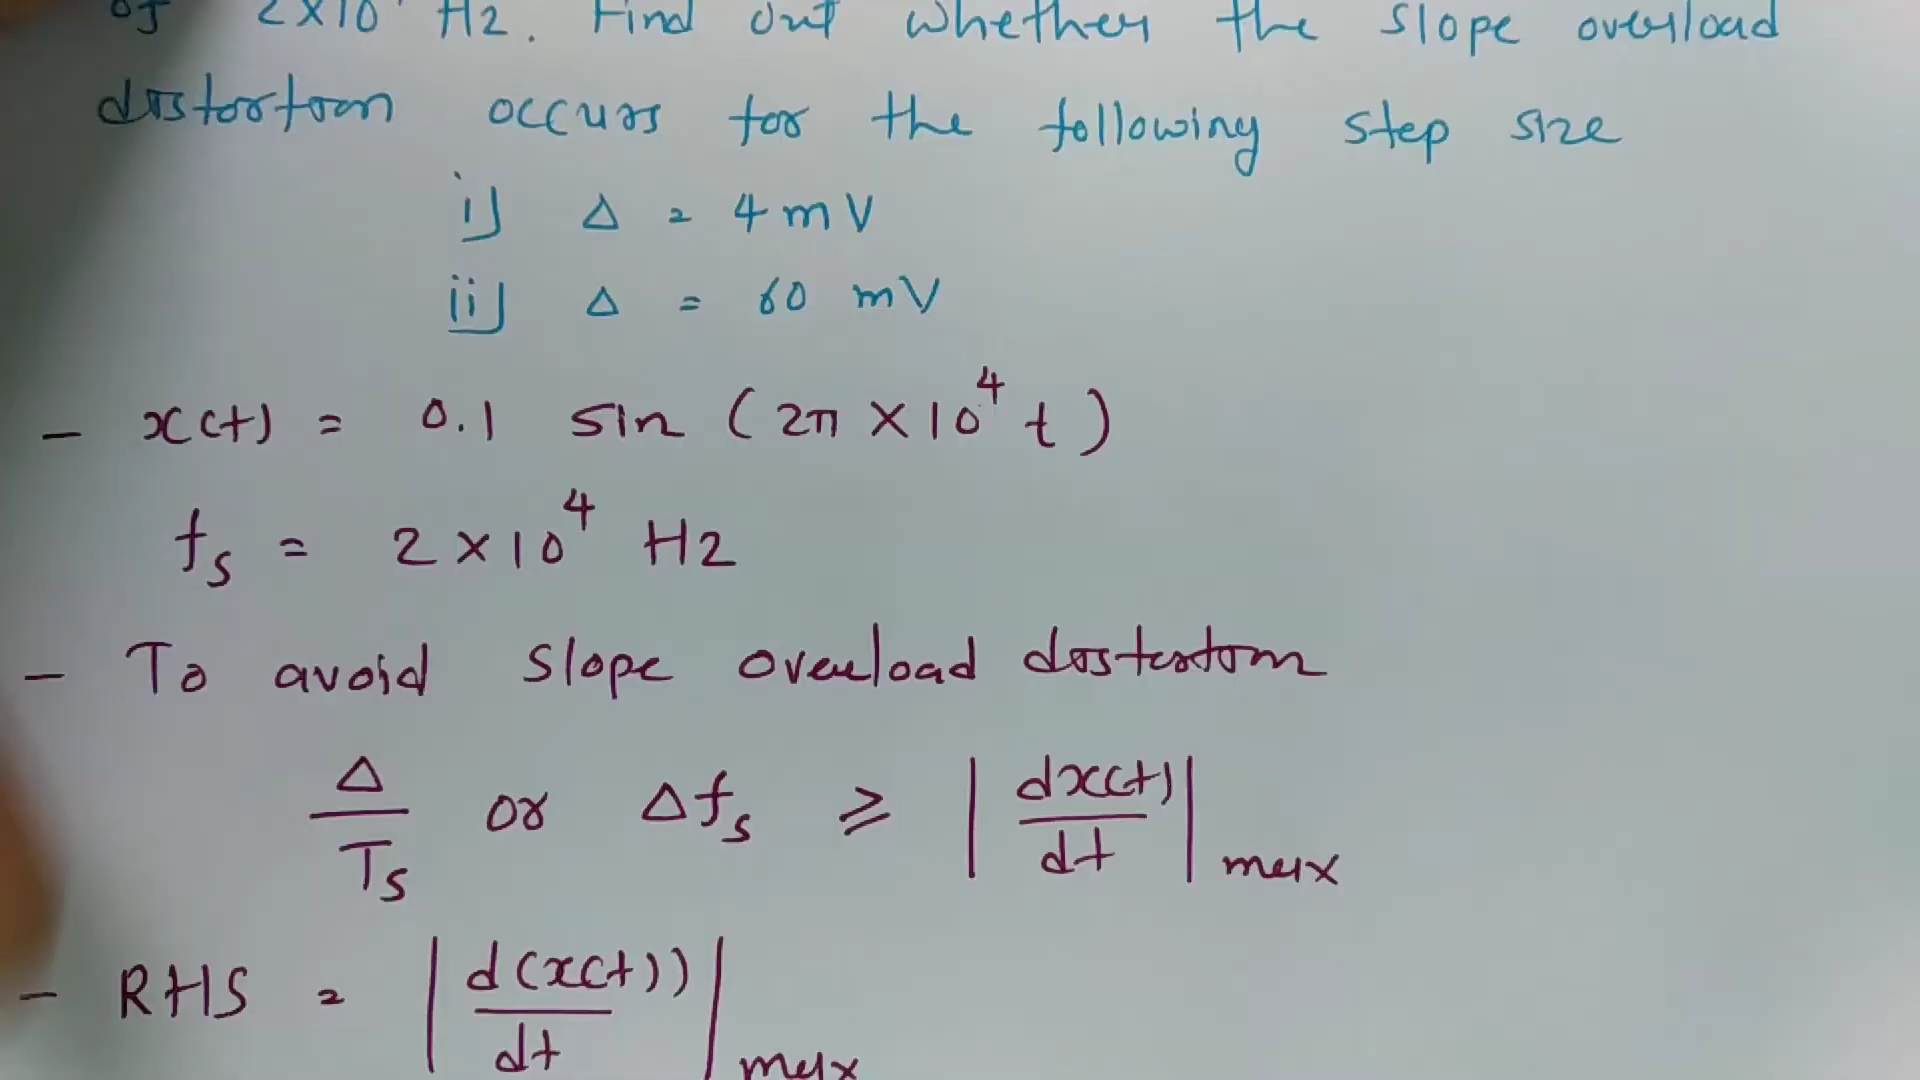 of 2×10 Hz. Find out whether the slope overload
distortion occurs for the following step size
i) Δ = 4 mV
ii) Δ = 60 mV
- x(t) = 0.1 sin (2π × 10⁴ t)
fs = 2×10⁴ Hz
- To avoid slope overload distortion
Δ/Ts or Δfs ⩾ |dx(t)/dt|max
- RHS = |d(x(t))/dt|max